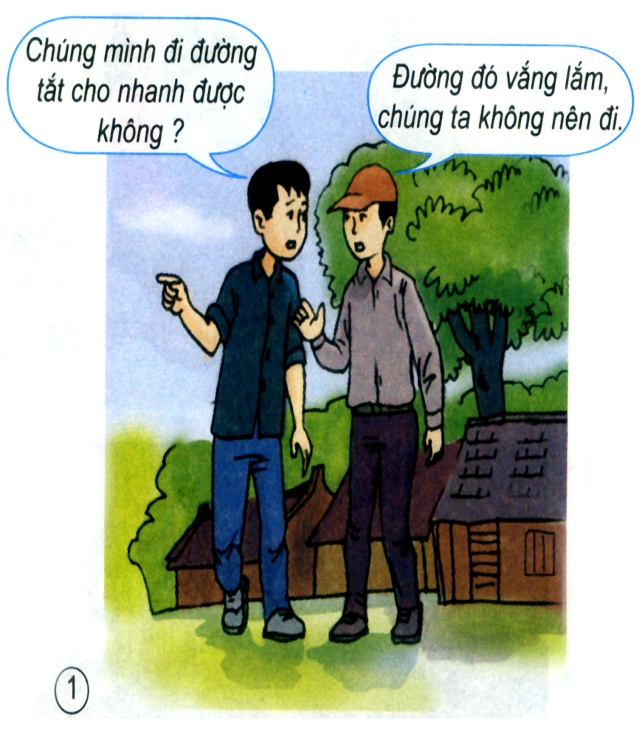 Chúng mình đi đường
tắt cho nhanh được
không ?
Đường đó vắng lắm,
chúng ta không nên đi.
1